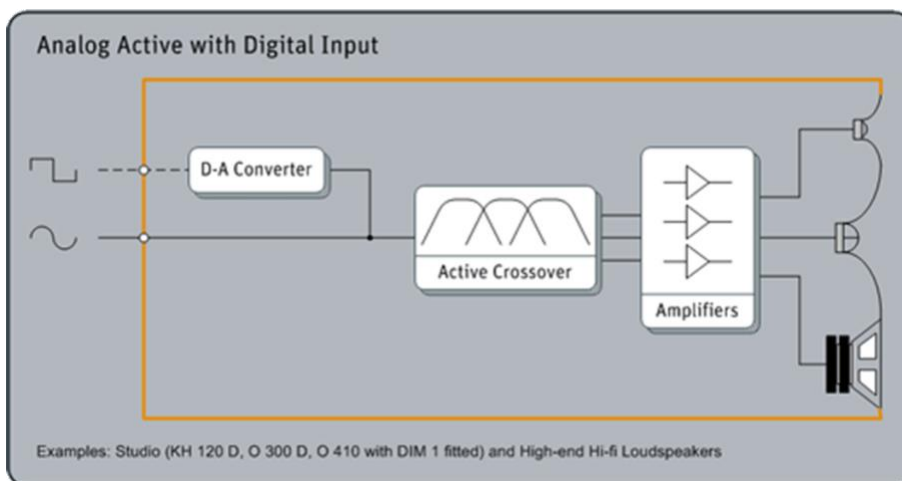 Analog Active with Digital Input
D-A Converter
Active Crossover
Amplifiers
Examples: Studio (KH 120 D, O 300 D, O 410 with DIM 1 fitted) and High-end Hi-fi Loudspeakers